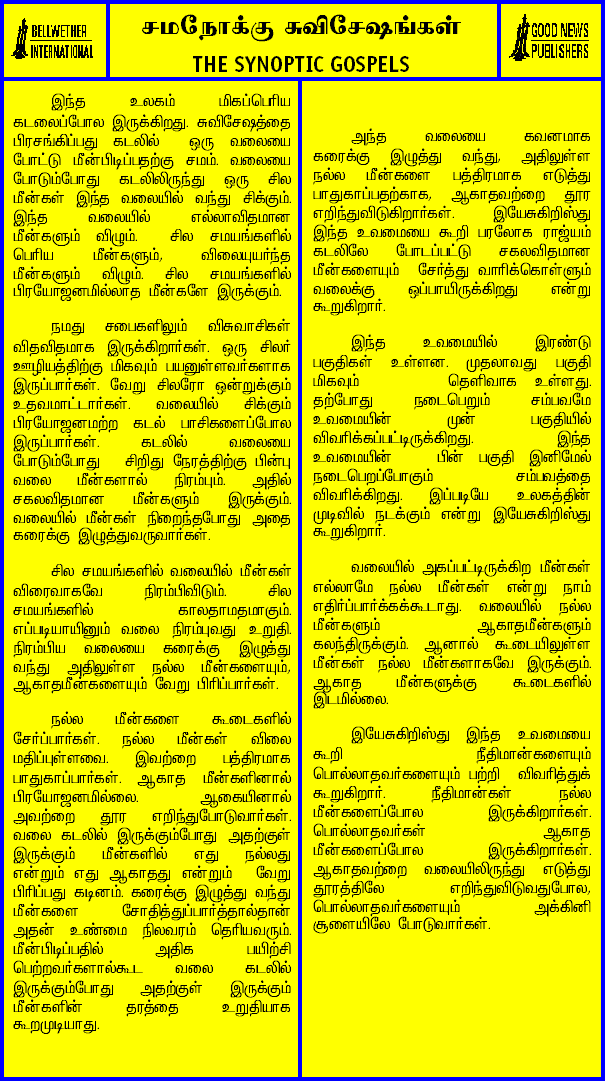 BELLWETHER
INTERNATIONAL
சமநோக்கு சுவிசேஷங்கள்
THE SYNOPTIC GOSPELS
GOOD NEWS
PUBLISHERS
இந்த உலகம் மிகப்பெரிய
கடலைப்போல இருக்கிறது. சுவிசேஷத்தை
பிரசங்கிப்பது கடலில் ஒரு வலையை
போட்டு மீன்பிடிப்பதற்கு சமம். வலையை
போடும்போது கடலிலிருந்து ஒரு சில
மீன்கள் இந்த வலையில் வந்து சிக்கும்.
இந்த வலையில் எல்லாவிதமான
மீன்களும் விழும். சில சமயங்களில்
பெரிய மீன்களும், விலையுயர்ந்த
மீன்களும் விழும். சில சமயங்களில்
பிரயோஜனமில்லாத மீன்களே இருக்கும்.
நமது சபைகளிலும் விசுவாசிகள்
விதவிதமாக இருக்கிறார்கள். ஒரு சிலர்
ஊழியத்திற்கு மிகவும் பயனுள்ளவர்களாக
இருப்பார்கள். வேறு சிலரோ ஒன்றுக்கும்
உதவமாட்டார்கள். வலையில் சிக்கும்
பிரயோஜனமற்ற கடல் பாசிகளைப்போல
இருப்பார்கள். கடலில் வலையை
போடும்போது சிறிது நேரத்திற்கு பின்பு
வலை மீன்களால் நிரம்பும். அதில்
சகலவிதமான மீன்களும் இருக்கும்.
வலையில் மீன்கள் நிறைந்தபோது அதை
கரைக்கு இழுத்துவருவார்கள்.
சில சமயங்களில் வலையில் மீன்கள்
விரைவாகவே நிரம்பிவிடும். சில
சமயங்களில் காலதாமதமாகும்.
எப்படியாயினும் வலை நிரம்புவது உறுதி.
நிரம்பிய வலையை கரைக்கு இழுத்து
வந்து அதிலுள்ள நல்ல மீன்களையும்,
ஆகாதமீன்களையும் வேறு பிரிப்பார்கள்.
நல்ல மீன்களை கூடைகளில்
சேர்ப்பார்கள். நல்ல மீன்கள் விலை
மதிப்புள்ளவை. இவற்றை பத்திரமாக
பாதுகாப்பார்கள். ஆகாத மீன்களினால்
பிரயோஜனமில்லை. ஆகையினால்
அவற்றை தூர எறிந்துபோடுவார்கள்.
வலை கடலில் இருக்கும்போது அதற்குள்
இருக்கும் மீன்களில் எது நல்லது
என்றும் எது ஆகாதது என்றும் வேறு
பிரிப்பது கடினம். கரைக்கு இழுத்து வந்து
மீன்களை சோதித்துப்பார்த்தால்தான்
அதன் உண்மை நிலவரம் தெரியவரும்.
மீன்பிடிப்பதில் அதிக பயிற்சி
பெற்றவர்களால்கூட வலை கடலில்
இருக்கும்போது அதற்குள் இருக்கும்
மீன்களின் தரத்தை உறுதியாக
கூறமுடியாது.
அந்த வலையை கவனமாக
கரைக்கு இழுத்து வந்து, அதிலுள்ள
நல்ல மீன்களை பத்திரமாக எடுத்து
பாதுகாப்பதற்காக, ஆகாதவற்றை தூர
எறிந்துவிடுகிறார்கள். இயேசுகிறிஸ்து
இந்த உவமையை கூறி பரலோக ராஜ்யம்
கடலிலே போடப்பட்டு சகலவிதமான
மீன்களையும் சேர்த்து வாரிக்கொள்ளும்
வலைக்கு ஒப்பாயிருக்கிறது என்று
கூறுகிறார்.
இந்த உவமையில் இரண்டு
பகுதிகள் உள்ளன. முதலாவது பகுதி
மிகவும் தெளிவாக உள்ளது.
தற்போது நடைபெறும் சம்பவமே
உவமையின் முன் பகுதியில்
விவரிக்கப்பட்டிருக்கிறது. இந்த
உவமையின் பின் பகுதி இனிமேல்
நடைபெறப்போகும் சம்பவத்தை
விவரிக்கிறது. இப்படியே உலகத்தின்
முடிவில் நடக்கும் என்று இயேசுகிறிஸ்து
கூறுகிறார்.
வலையில் அகப்பட்டிருக்கிற மீன்கள்
எல்லாமே நல்ல மீன்கள் என்று நாம்
எதிர்ப்பார்க்கக்கூடாது. வலையில் நல்ல
மீன்களும் ஆகாதமீன்களும்
கலந்திருக்கும். ஆனால் கூடையிலுள்ள
மீன்கள் நல்ல மீன்களாகவே இருக்கும்.
ஆகாத மீன்களுக்கு கூடைகளில்
இடமில்லை.
இயேசுகிறிஸ்து இந்த உவமையை
கூறி நீதிமான்களையும்
பொல்லாதவர்களையும் பற்றி விவரித்துக்
கூறுகிறார். நீதிமான்கள் நல்ல
மீன்களைப்போல இருக்கிறார்கள்.
பொல்லாதவர்கள் ஆகாத
மீன்களைப்போல இருக்கிறார்கள்.
ஆகாதவற்றை வலையிலிருந்து எடுத்து
தூரத்திலே எறிந்துவிடுவதுபோல,
பொல்லாதவர்களையும் அக்கினி
சூளையிலே போடுவார்கள்.